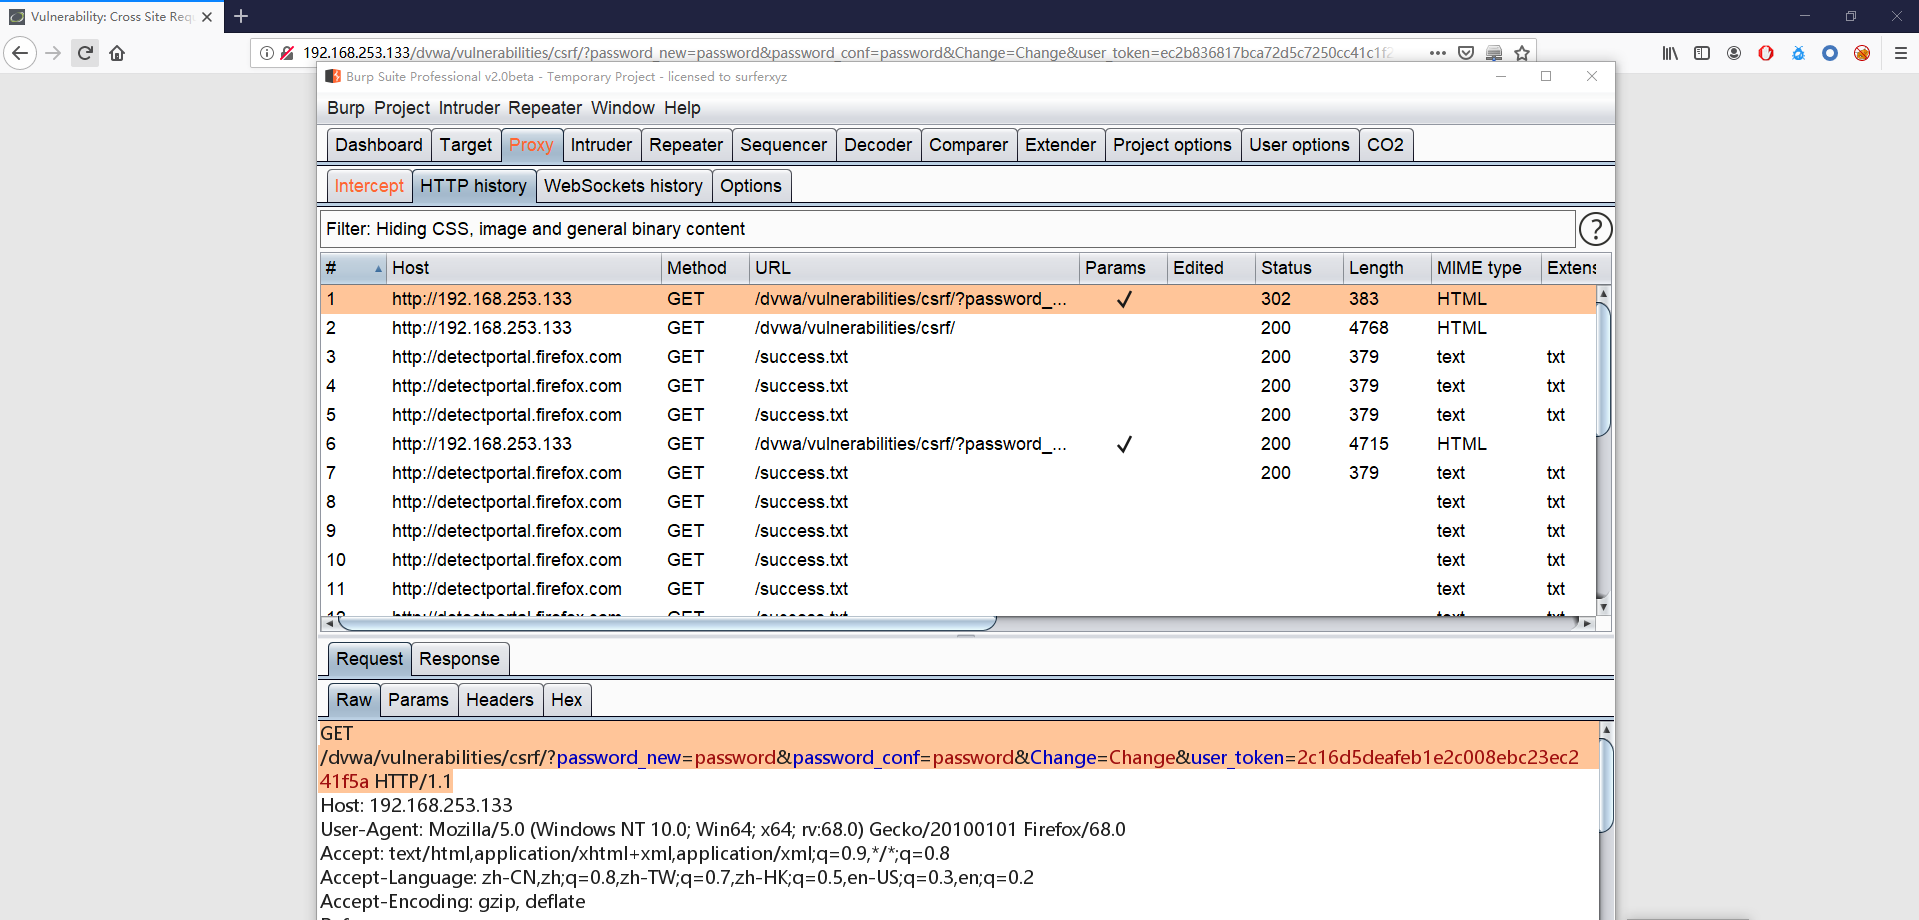 Vulnerability: Cross Site Req
192.168.253.133/dvwa/vulnerabilities/csrf/?password_new=password&password_conf=password&Change=Change&user_token=ec2b836817bca72d5c7250cc41c1f2
Burp Suite Professional v2.0beta - Temporary Project - licensed to surferxyz
Burp Project Intruder Repeater Window Help
Dashboard Target Proxy Intruder Repeater Sequencer Decoder Comparer Extender Project options User options CO2
Intercept HTTP history WebSockets history Options
Filter: Hiding CSS, image and general binary content ?
# Host Method URL Params Edited Status Length MIME type Extens
1 http://192.168.253.133 GET /dvwa/vulnerabilities/csrf/?password_... ✓ 302 383 HTML
2 http://192.168.253.133 GET /dvwa/vulnerabilities/csrf/ 200 4768 HTML
3 http://detectportal.firefox.com GET /success.txt 200 379 text txt
4 http://detectportal.firefox.com GET /success.txt 200 379 text txt
5 http://detectportal.firefox.com GET /success.txt 200 379 text txt
6 http://192.168.253.133 GET /dvwa/vulnerabilities/csrf/?password_... ✓ 200 4715 HTML
7 http://detectportal.firefox.com GET /success.txt 200 379 text txt
8 http://detectportal.firefox.com GET /success.txt text txt
9 http://detectportal.firefox.com GET /success.txt text txt
10 http://detectportal.firefox.com GET /success.txt text txt
11 http://detectportal.firefox.com GET /success.txt text txt
Request Response
Raw Params Headers Hex
GET
/dvwa/vulnerabilities/csrf/?password_new=password&password_conf=password&Change=Change&user_token=2c16d5deafeb1e2c008ebc23ec2
41f5a HTTP/1.1
Host: 192.168.253.133
User-Agent: Mozilla/5.0 (Windows NT 10.0; Win64; x64; rv:68.0) Gecko/20100101 Firefox/68.0
Accept: text/html,application/xhtml+xml,application/xml;q=0.9,*/*;q=0.8
Accept-Language: zh-CN,zh;q=0.8,zh-TW;q=0.7,zh-HK;q=0.5,en-US;q=0.3,en;q=0.2
Accept-Encoding: gzip, deflate